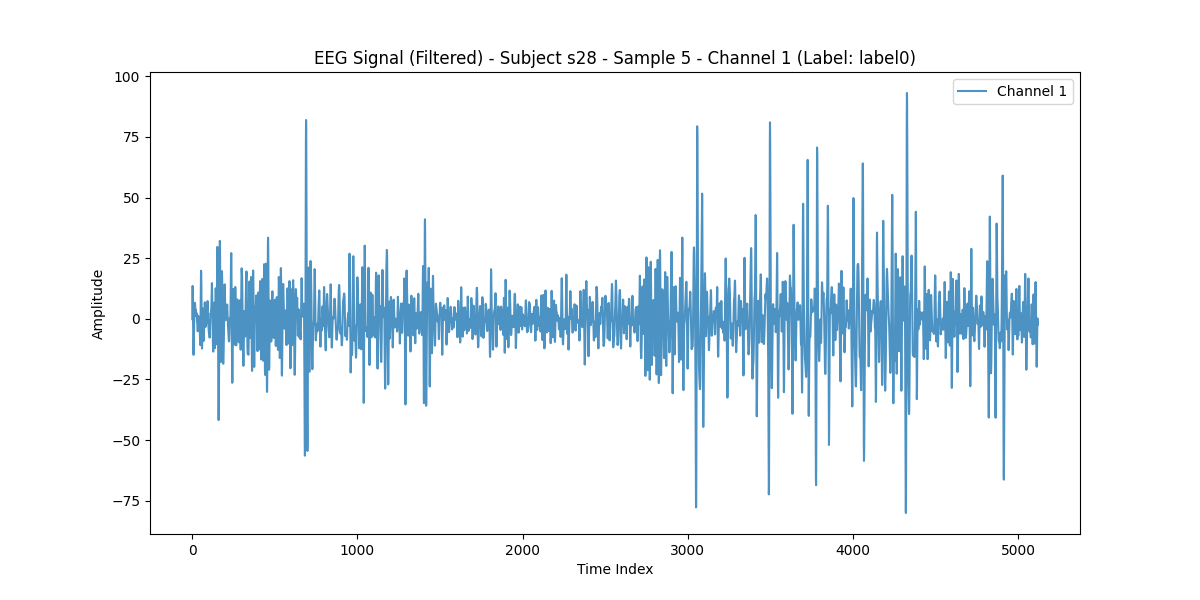 EEG Signal (Filtered) - Subject s28 - Sample 5 - Channel 1 (Label: label0)
Channel 1
100
75
50
25
0
−25
−50
−75
Amplitude
0 1000 2000 3000 4000 5000
Time Index